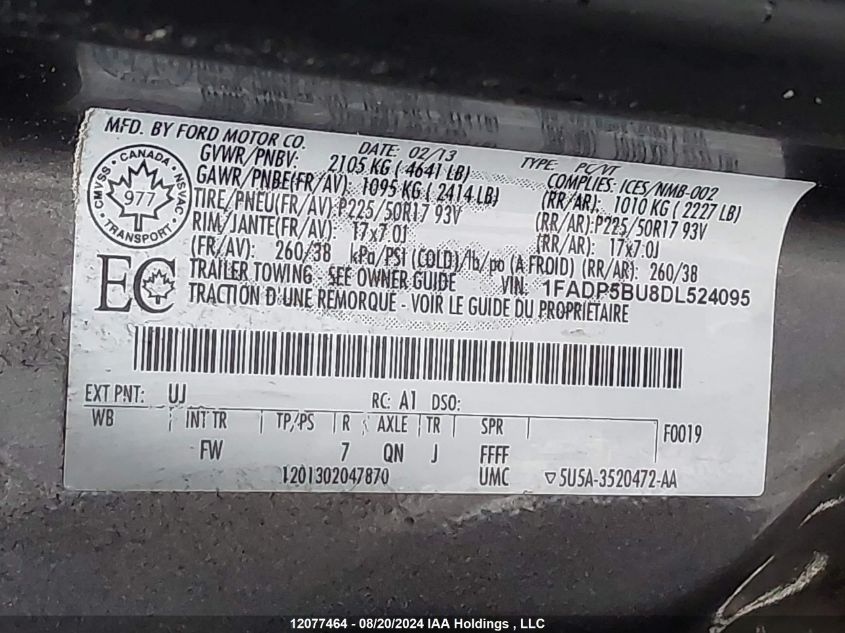 MFD. BY FORD MOTOR CO.
DATE: 02/13
TYPE: PC/VT
GVWR/PNBV: 2105 KG ( 4641 LB)
COMPLIES: ICES/NMB-002
GAWR/PNBE(FR/AV): 1095 KG ( 2414 LB)
(RR/AR): 1010 KG ( 2227 LB)
TIRE/PNEU(FR/AV):P225/50R17 93V
(RR/AR):P225/50R17 93V
RIM/JANTE(FR/AV): 17x7.0J
(RR/AR): 17x7.0J
(FR/AV): 260/38 kPa/PSI (COLD)/lb/po (A FROID) (RR/AR): 260/38
TRAILER TOWING - SEE OWNER GUIDE
VIN: 1FADP5BU8DL524095
TRACTION D'UNE REMORQUE - VOIR LE GUIDE DU PROPRIETAIRE
CMVSS · CANADA · NSVAC
977
TRANSPORT
EC
EXT PNT: UJ RC: A1 DSO:
WB INT TR TP/PS R AXLE TR SPR F0019
FW 7 QN J FFFF
1201302047870 UMC ▽5U5A-3520472-AA
12077464 - 08/20/2024 IAA Holdings , LLC